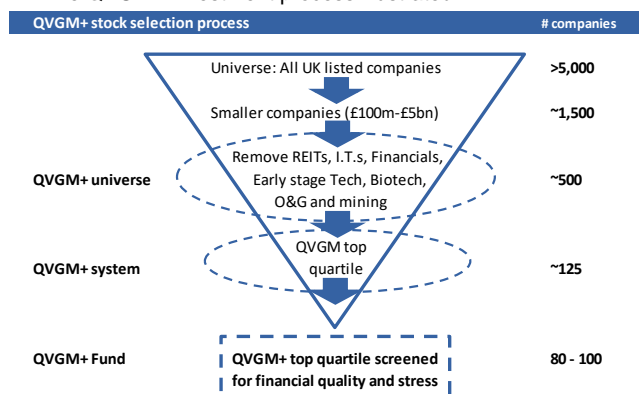 QVGM+ stock selection process # companies
Universe: All UK listed companies >5,000
Smaller companies (£100m-£5bn) ~1,500
Remove REITs, I.T.s, Financials,
QVGM+ universe Early stage Tech, Biotech, ~500
O&G and mining
QVGM top
QVGM+ system quartile ~125
QVGM+ Fund QVGM+ top quartile screened 80 - 100
for financial quality and stress